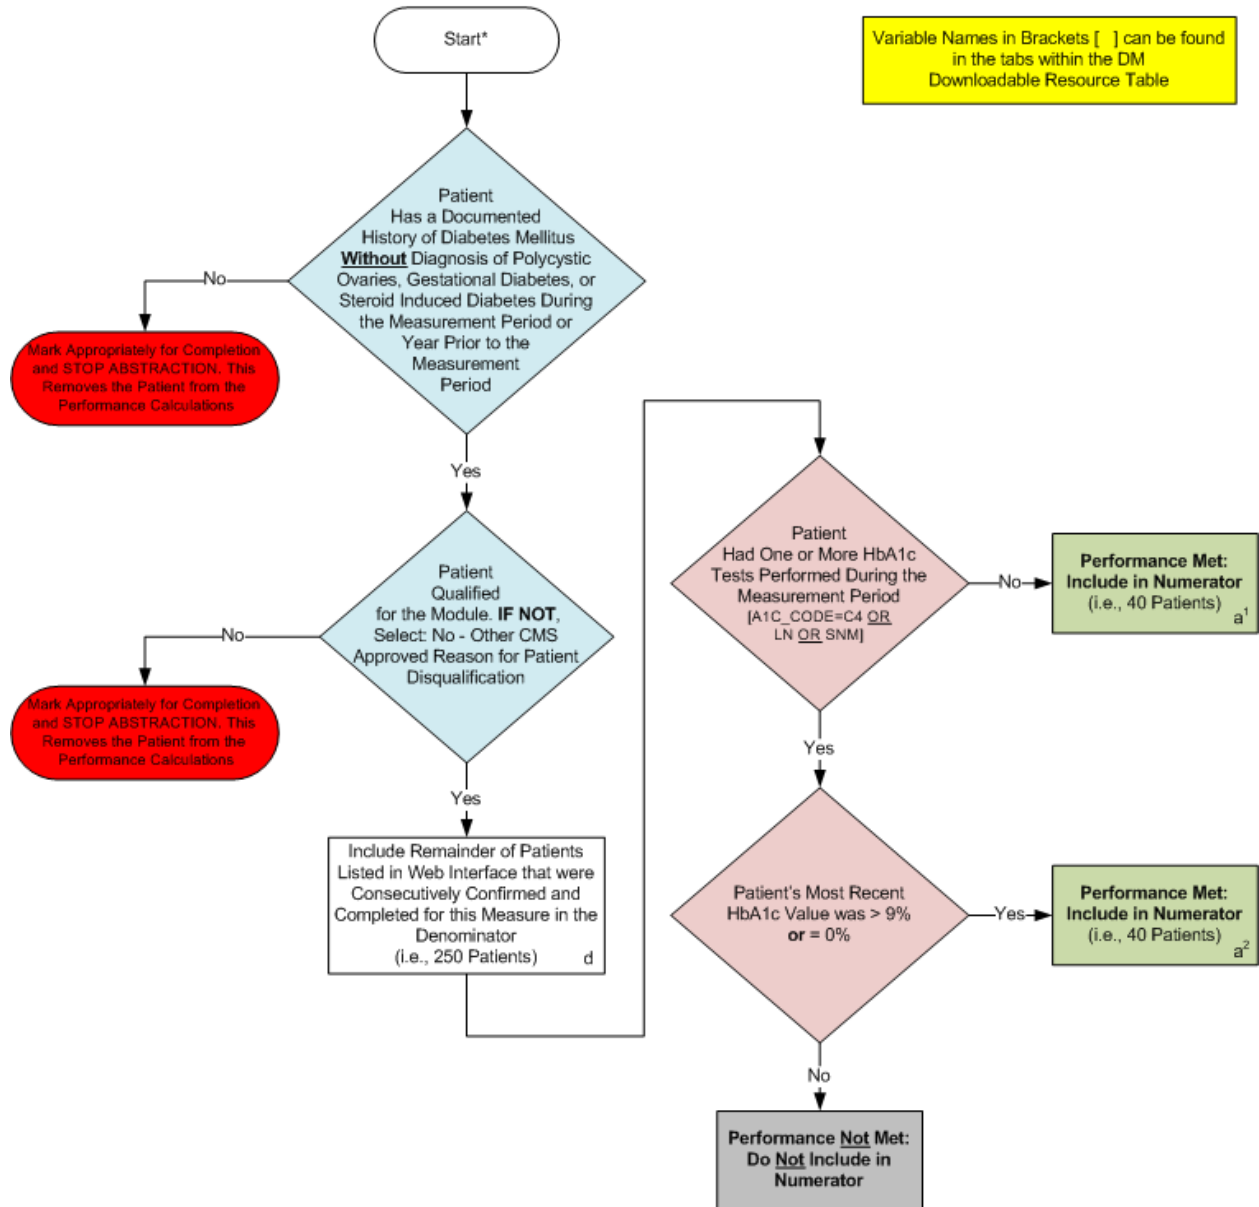 Start*
Variable Names in Brackets [ ] can be found
in the tabs within the DM
Downloadable Resource Table
Patient
Has a Documented
History of Diabetes Mellitus
Without Diagnosis of Polycystic
Ovaries, Gestational Diabetes, or
Steroid Induced Diabetes During
the Measurement Period or
Year Prior to the
Measurement
Period
No
Mark Appropriately for Completion
and STOP ABSTRACTION. This
Removes the Patient from the
Performance Calculations
Yes
Patient
Qualified
for the Module. IF NOT,
Select: No - Other CMS
Approved Reason for Patient
Disqualification
No
Mark Appropriately for Completion
and STOP ABSTRACTION. This
Removes the Patient from the
Performance Calculations
Yes
Include Remainder of Patients
Listed in Web Interface that were
Consecutively Confirmed and
Completed for this Measure in the
Denominator
(i.e., 250 Patients)
d
Patient
Had One or More HbA1c
Tests Performed During the
Measurement Period
[A1C_CODE=C4 OR
LN OR SNM]
No
Performance Met:
Include in Numerator
(i.e., 40 Patients)
a¹
Yes
Patient's Most Recent
HbA1c Value was > 9%
or = 0%
Yes
Performance Met:
Include in Numerator
(i.e., 40 Patients)
a²
No
Performance Not Met:
Do Not Include in
Numerator